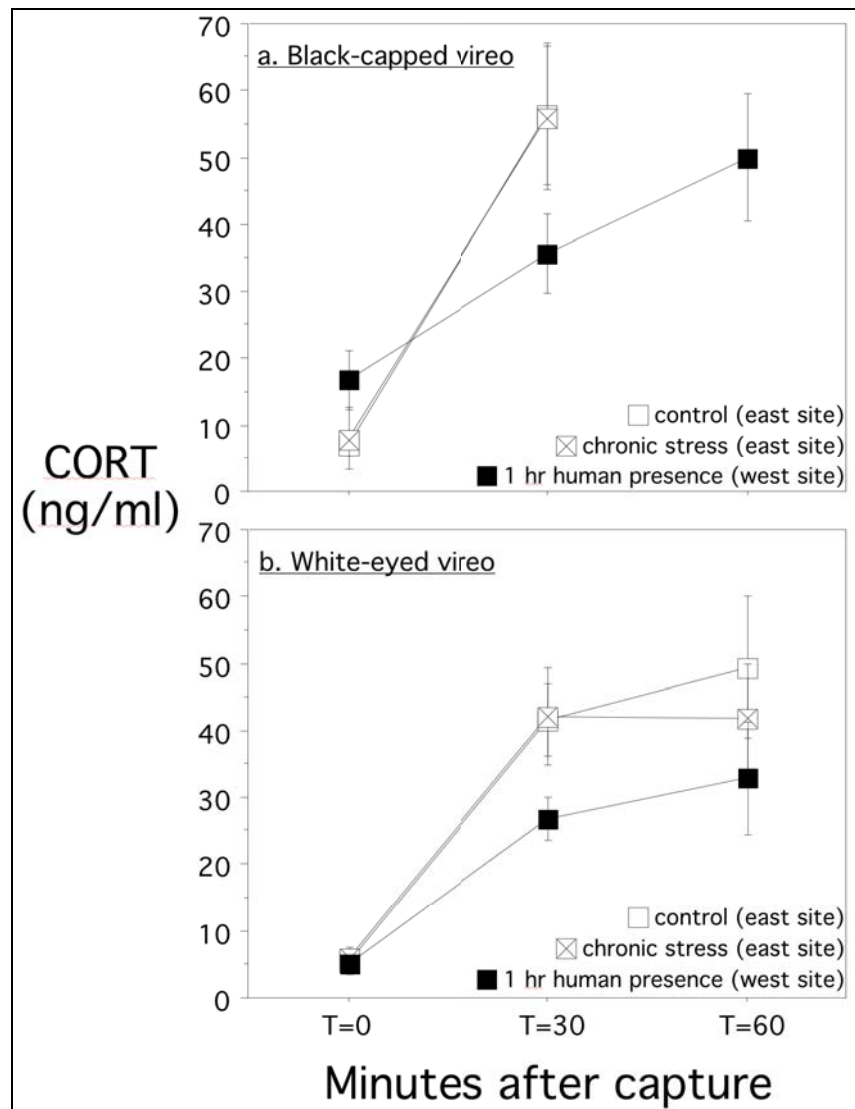 70
a. Black-capped vireo
60
50
40
30
20
10
0
control (east site)
chronic stress (east site)
1 hr human presence (west site)
CORT
(ng/ml)
70
b. White-eyed vireo
60
50
40
30
20
10
0
control (east site)
chronic stress (east site)
1 hr human presence (west site)
T=0 T=30 T=60
Minutes after capture